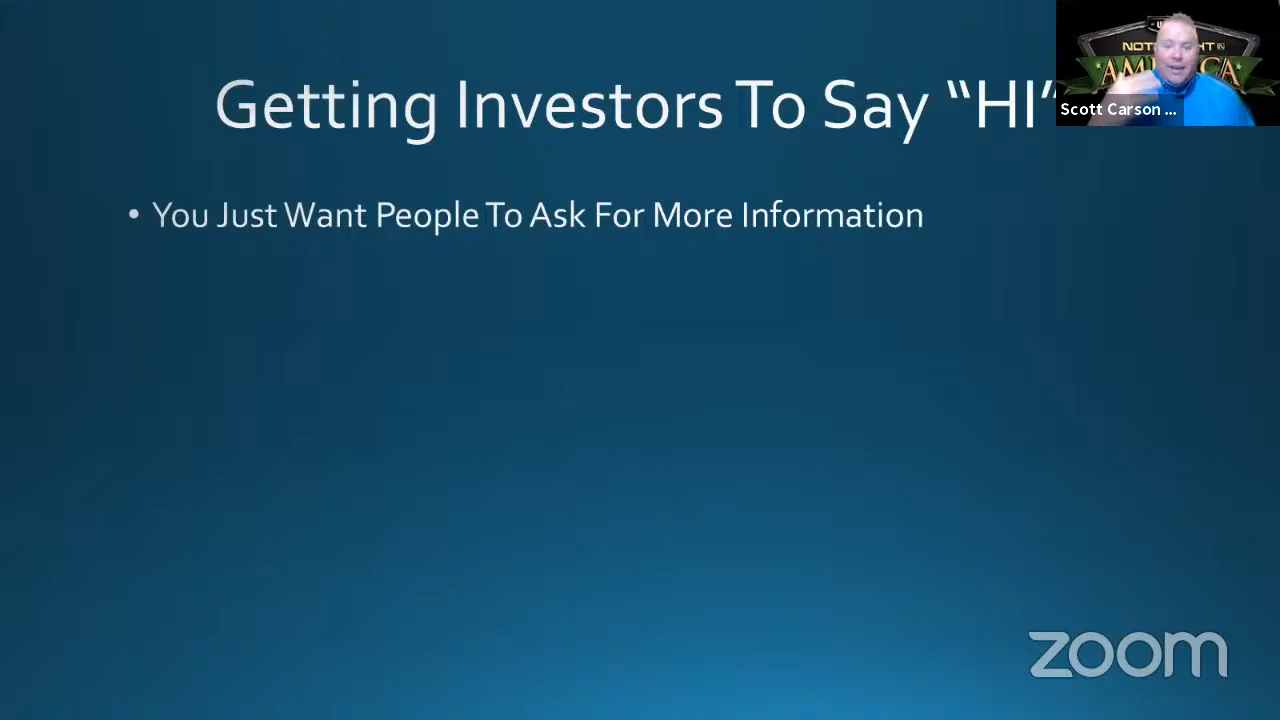 Getting Investors To Say “HI”
Scott Carson ...
• You Just Want People To Ask For More Information
zoom